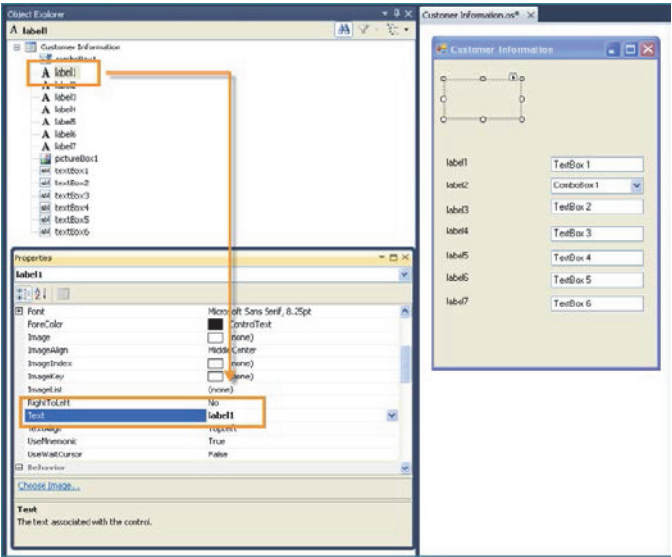 Object Explorer
A label1
Customer Information
comboBox1
A label1
A label2
A label3
A label4
A label5
A label6
A label7
pictureBox1
textBox1
textBox2
textBox3
textBox4
textBox5
textBox6
Properties
label1
Font Microsoft Sans Serif, 8.25pt
ForeColor ControlText
Image (none)
ImageAlign MiddleCenter
ImageIndex (none)
ImageKey (none)
ImageList (none)
RightToLeft No
Text label1
TextAlign TopLeft
UseMnemonic True
UseWaitCursor False
Behavior
Choose Image...
Text
The text associated with the control.
Customer Information.os*
Customer Information
label1 TextBox 1
label2 ComboBox 1
label3 TextBox 2
label4 TextBox 3
label5 TextBox 4
label6 TextBox 5
label7 TextBox 6